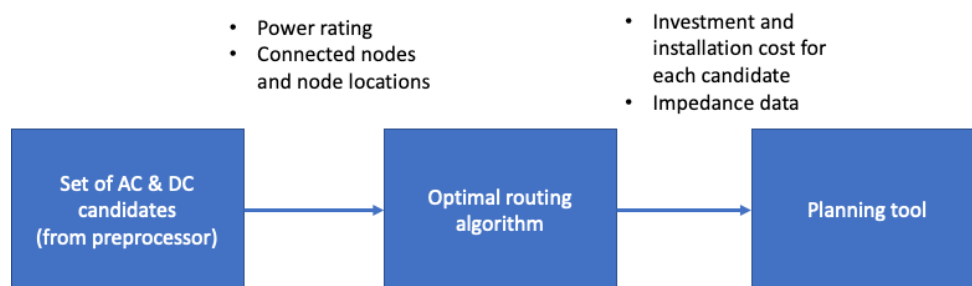 • Power rating
• Connected nodes
and node locations
• Investment and
installation cost for
each candidate
• Impedance data
Set of AC & DC
candidates
(from preprocessor)
Optimal routing
algorithm
Planning tool